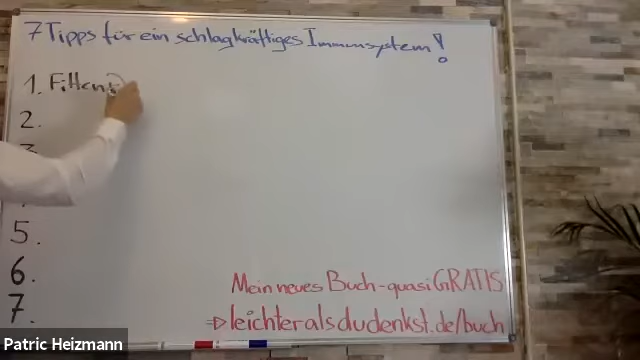 7 Tipps für ein schlagkräftiges Immunsystem!
1.
2.
3
5.
6.
7.
Mein neues Buch-quasi GRATIS
⇒ leichteralsdudenkst.de/buch
Patric Heizmann